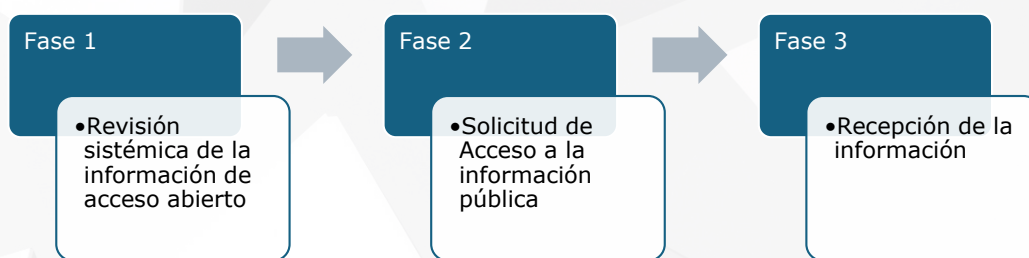 Fase 1
•Revisión
sistémica de la
información de
acceso abierto
Fase 2
•Solicitud de
Acceso a la
información
pública
Fase 3
•Recepción de la
información